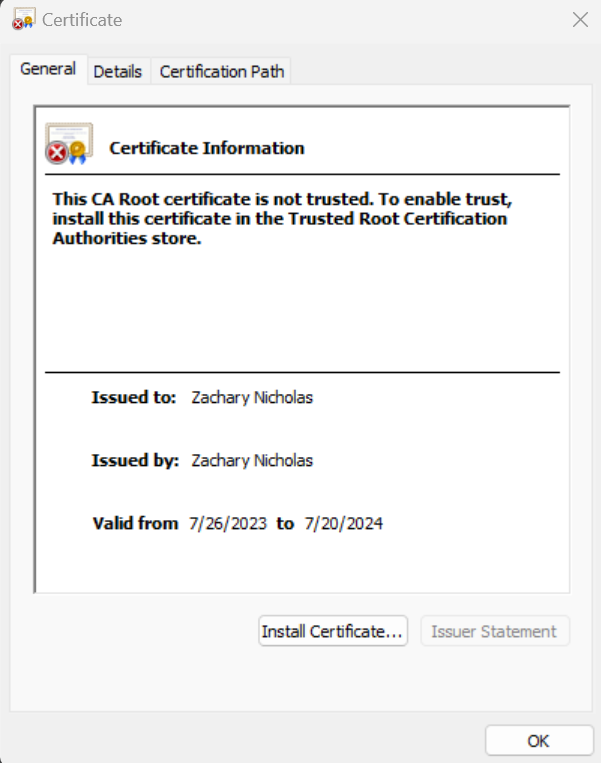 Certificate
General
Details
Certification Path
Certificate Information
This CA Root certificate is not trusted. To enable trust,
install this certificate in the Trusted Root Certification
Authorities store.
Issued to: Zachary Nicholas
Issued by: Zachary Nicholas
Valid from 7/26/2023 to 7/20/2024
Install Certificate...
Issuer Statement
OK